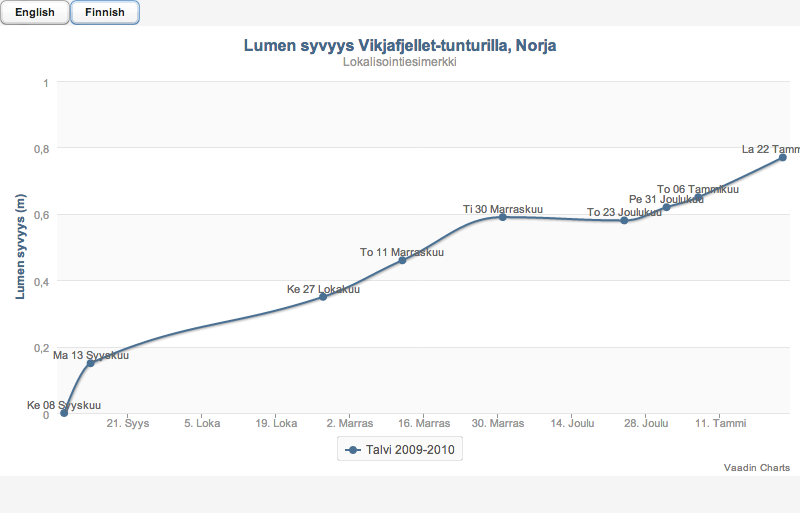 English Finnish
Lumen syvyys Vikjafjellet-tunturilla, Norja
Lokalisointiesimerkki
Lumen syvyys (m)
1
0,8
0,6
0,4
0,2
0
La 22 Tamm
To 06 Tammikuu
Pe 31 Joulukuu
To 23 Joulukuu
Ti 30 Marraskuu
To 11 Marraskuu
Ke 27 Lokakuu
Ma 13 Syyskuu
Ke 08 Syyskuu
21. Syys 5. Loka 19. Loka 2. Marras 16. Marras 30. Marras 14. Joulu 28. Joulu 11. Tammi
Talvi 2009-2010
Vaadin Charts